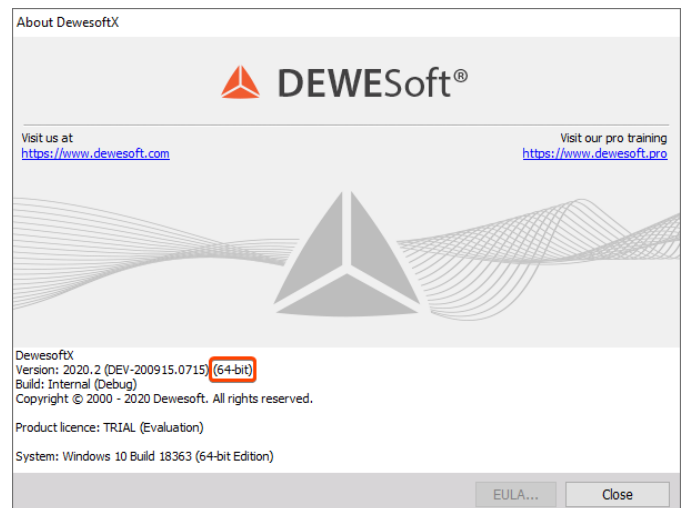 About DewesoftX
DEWESoft®
Visit us at
https://www.dewesoft.com
Visit our pro training
https://www.dewesoft.pro
DewesoftX
Version: 2020.2 (DEV-200915.0715) (64-bit)
Build: Internal (Debug)
Copyright © 2000 - 2020 Dewesoft. All rights reserved.
Product licence: TRIAL (Evaluation)
System: Windows 10 Build 18363 (64-bit Edition)
EULA... Close